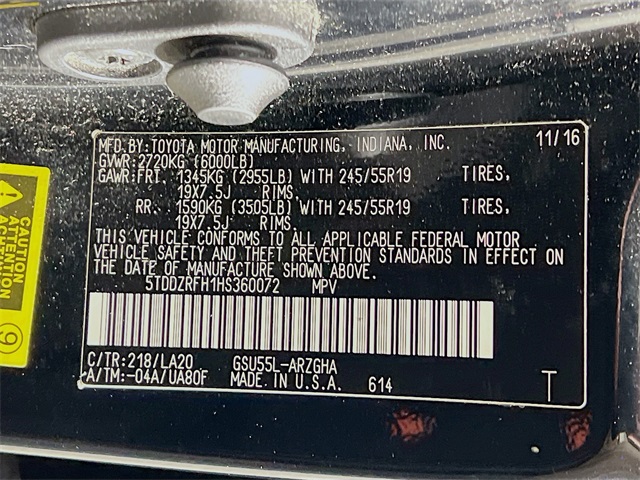 MFD. BY: TOYOTA MOTOR MANUFACTURING, INDIANA, INC. 11/16
GVWR: 2720KG (6000LB)
GAWR: FRT. 1345KG (2955LB) WITH 245/55R19 TIRES,
19X7.5J RIMS.
RR. 1590KG (3505LB) WITH 245/55R19 TIRES,
19X7.5J RIMS.
THIS VEHICLE CONFORMS TO ALL APPLICABLE FEDERAL MOTOR
VEHICLE SAFETY AND THEFT PREVENTION STANDARDS IN EFFECT ON
THE DATE OF MANUFACTURE SHOWN ABOVE.
5TDDZRFH1HS360072 MPV
C/TR: 218/LA20 GSU55L-ARZGHA
A/TM: -04A/UA80F MADE IN U.S.A. 614 T
CAUTION
ATTENTION
9